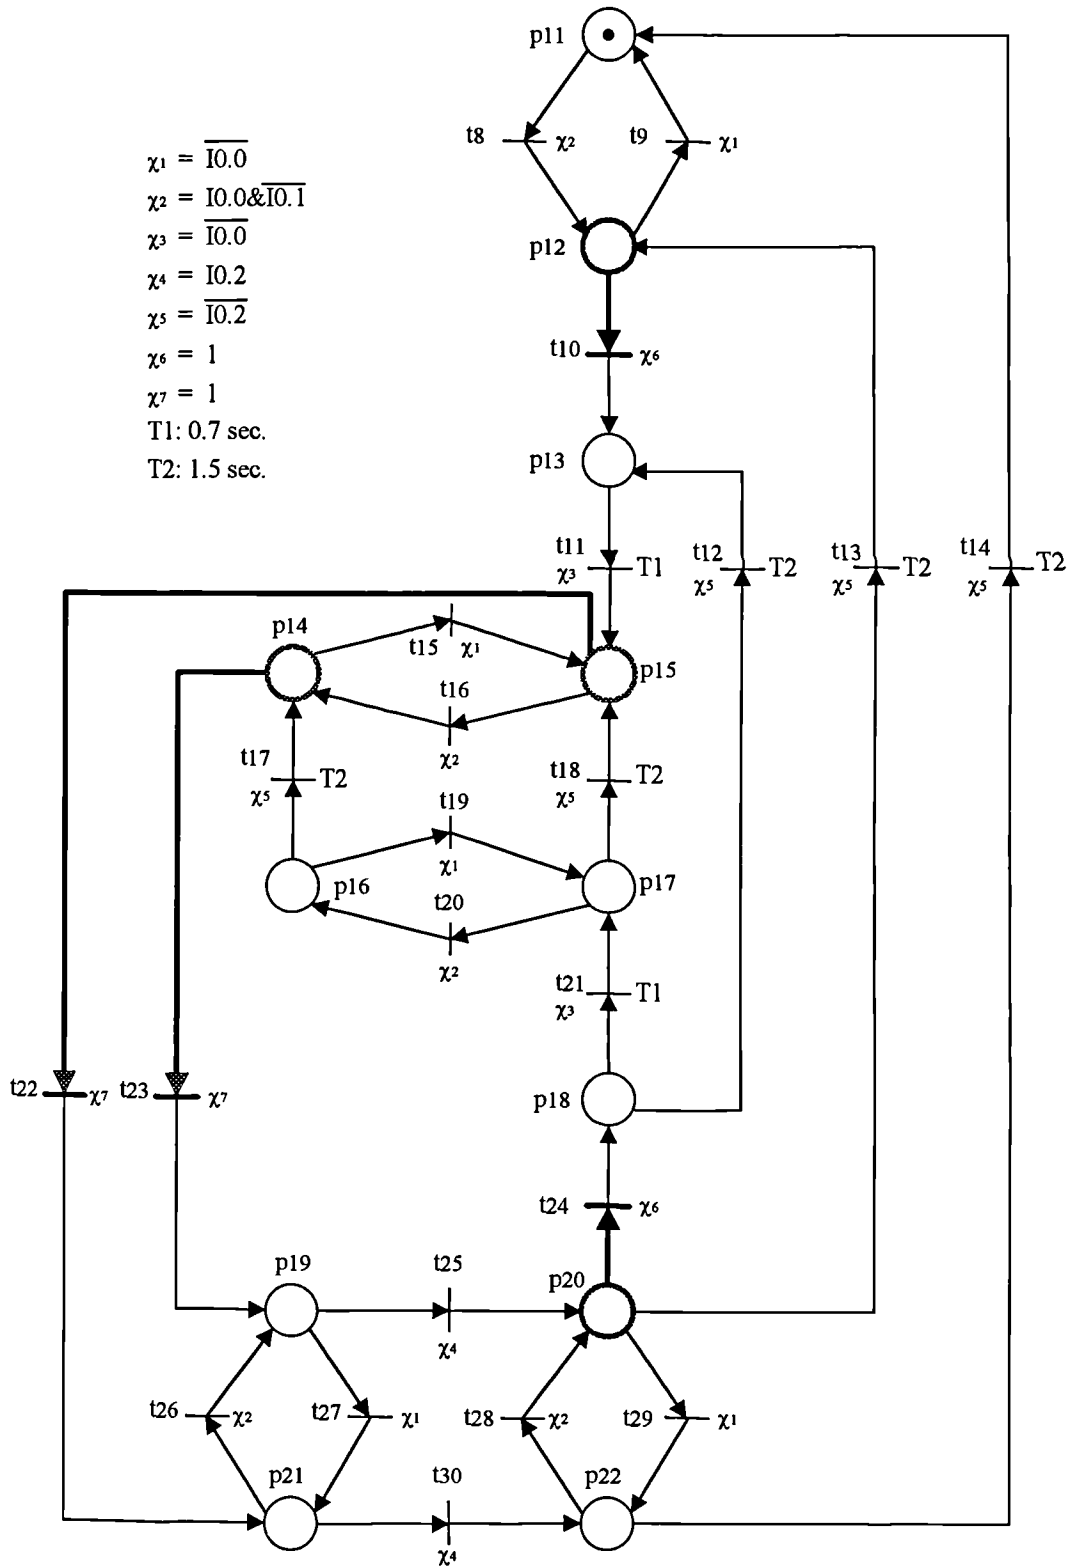 p11
t8 χ2 t9 χ1
χ1 = I̅0̅.̅0̅
χ2 = I0.0&I̅0̅.̅1̅
χ3 = I̅0̅.̅0̅
χ4 = I0.2
χ5 = I̅0̅.̅2̅
χ6 = 1
χ7 = 1
T1: 0.7 sec.
T2: 1.5 sec.
p12
t10 χ6
p13
t11 T1 χ3
t12 T2 χ5
t13 T2 χ5
t14 T2 χ5
p14
t15 χ1
p15
t16
χ2
t17 T2 χ5
t18 T2 χ5
t19
χ1
p16
p17
t20
χ2
t21 T1 χ3
t22 χ7
t23 χ7
p18
t24 χ6
p19
t25
χ4
p20
t26 χ2
t27 χ1
t28 χ2
t29 χ1
p21
t30
χ4
p22